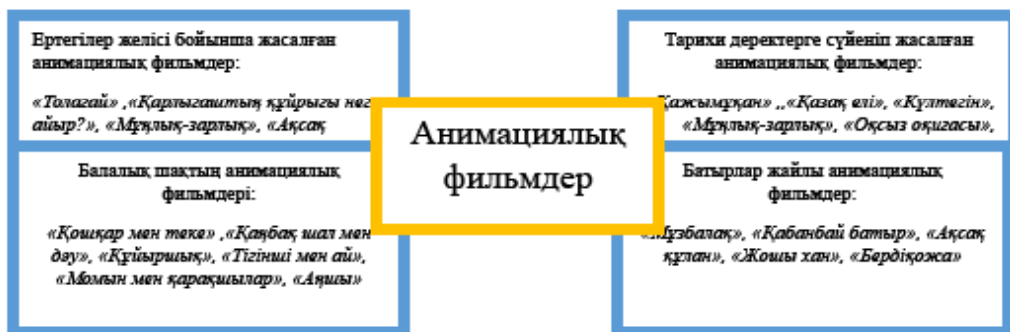 Ертегілер желісі бойынша жасалған
анимациялық фильмдер:
«Толагай» ,«Қарлығаштың құйрығы неге
айыр?», «Мұңлық-зарлық», «Ақсақ
Балалық шақтың анимациялық
фильмдері:
«Қошқар мен теке» ,«Қаңбақ шал мен
дәу», «Құйыршық», «Тігінші мен ай»,
«Момын мен қарақшылар», «Аңшы»
Анимациялық
фильмдер
Тарихи деректерге сүйеніп жасалған
анимациялық фильмдер:
«Қажымұқан» ,,«Қазақ елі», «Күлтегін»,
«Мұңлық-зарлық», «Оқсыз оқиғасы»,
Батырлар жайлы анимациялық
фильмдер:
«Мұзбалақ», «Қабанбай батыр», «Ақсақ
құлан», «Жошы хан», «Бердіқожа»